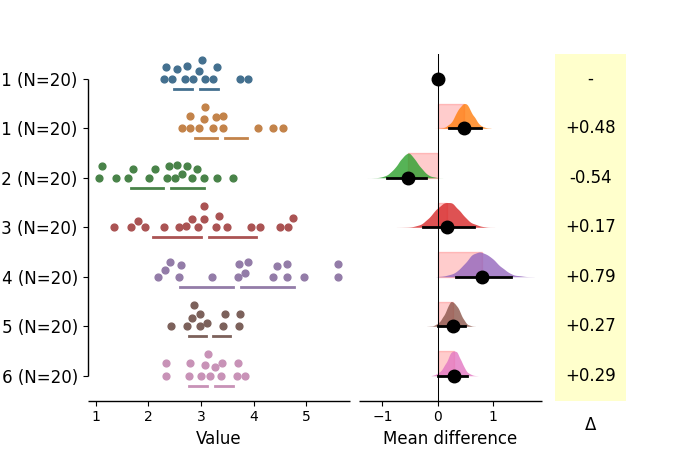 1 (N=20)
-
1 (N=20)
+0.48
2 (N=20)
-0.54
3 (N=20)
+0.17
4 (N=20)
+0.79
5 (N=20)
+0.27
6 (N=20)
+0.29
1 2 3 4 5
−1 0 1
Δ
Value
Mean difference